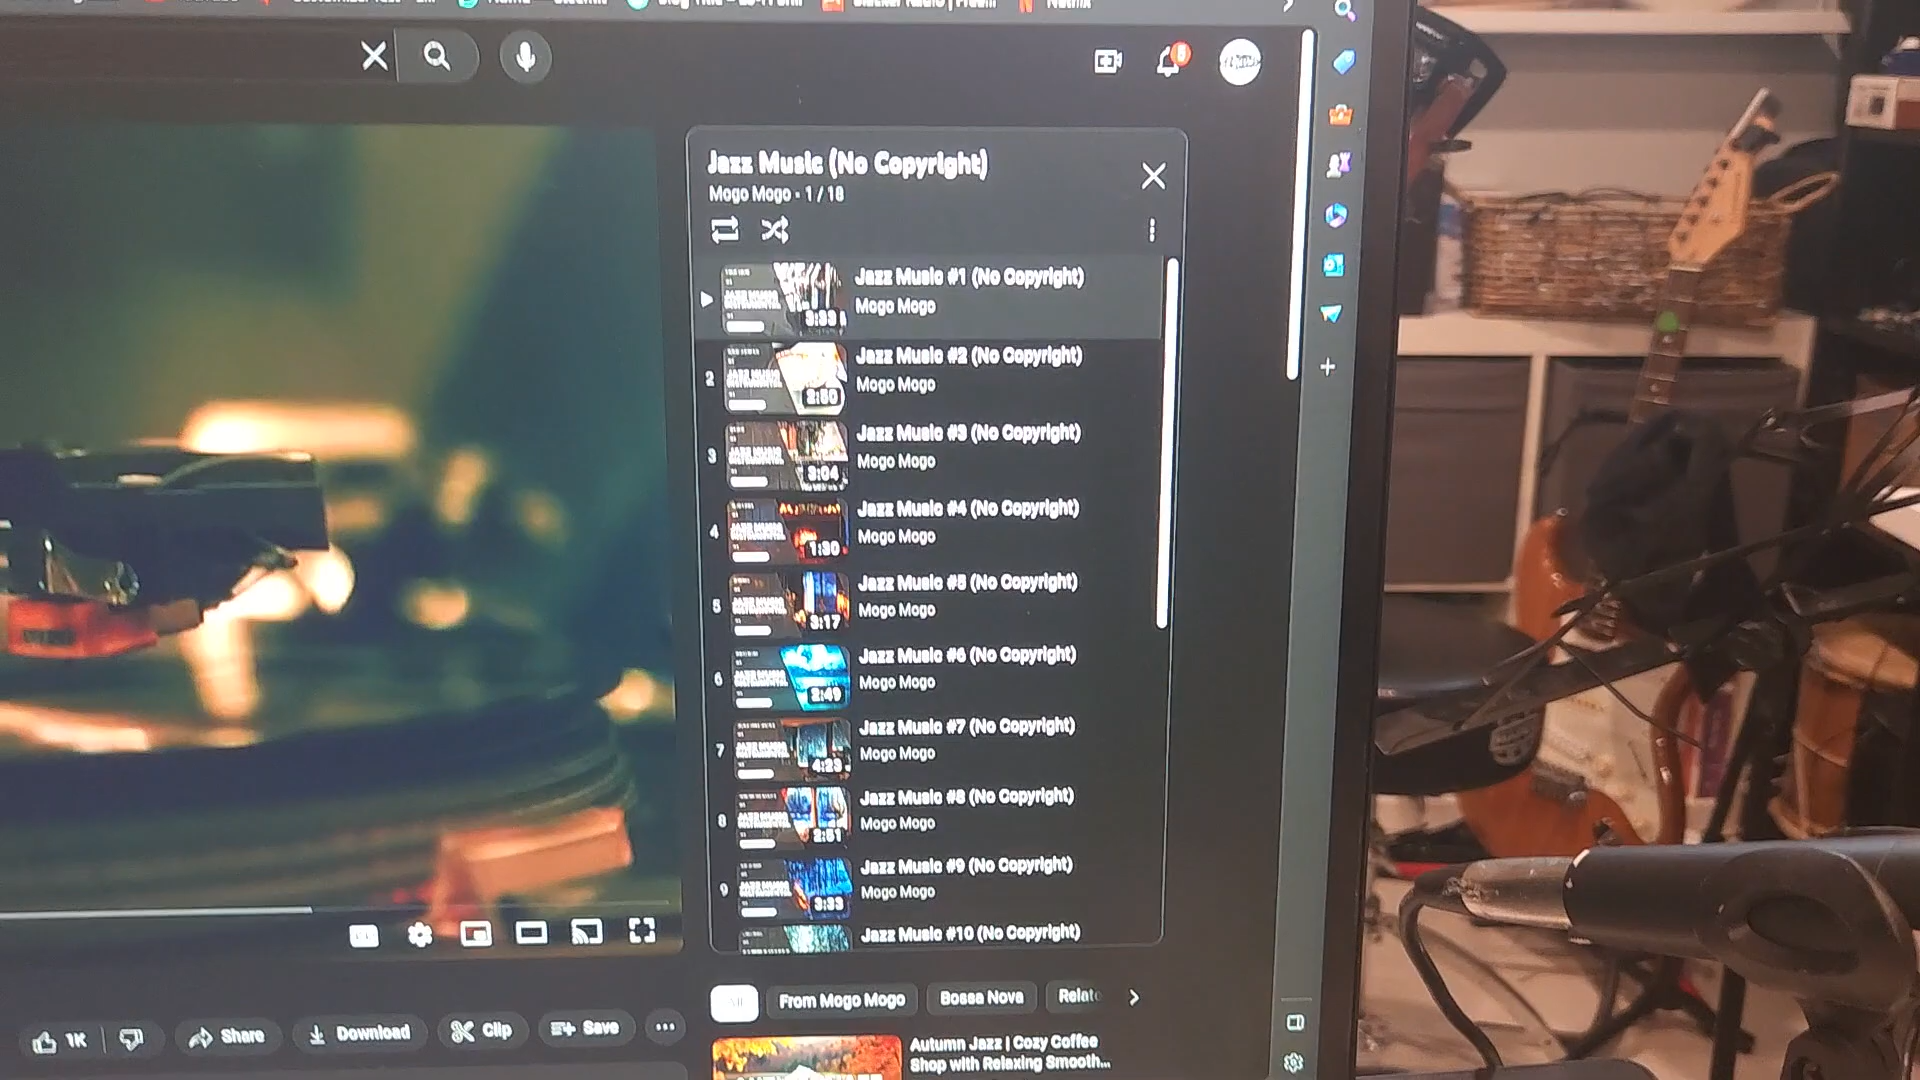 Jazz Music (No Copyright)
Mogo Mogo • 1 / 18
Jazz Music #1 (No Copyright)
Mogo Mogo
3:33
2
Jazz Music #2 (No Copyright)
Mogo Mogo
2:50
3
Jazz Music #3 (No Copyright)
Mogo Mogo
3:04
4
Jazz Music #4 (No Copyright)
Mogo Mogo
1:30
5
Jazz Music #5 (No Copyright)
Mogo Mogo
3:17
6
Jazz Music #6 (No Copyright)
Mogo Mogo
2:49
7
Jazz Music #7 (No Copyright)
Mogo Mogo
4:23
8
Jazz Music #8 (No Copyright)
Mogo Mogo
2:51
9
Jazz Music #9 (No Copyright)
Mogo Mogo
3:33
Jazz Music #10 (No Copyright)
All
From Mogo Mogo
Bossa Nova
Relate
1K
Share
Download
Clip
Save
Autumn Jazz | Cozy Coffee
Shop with Relaxing Smooth...